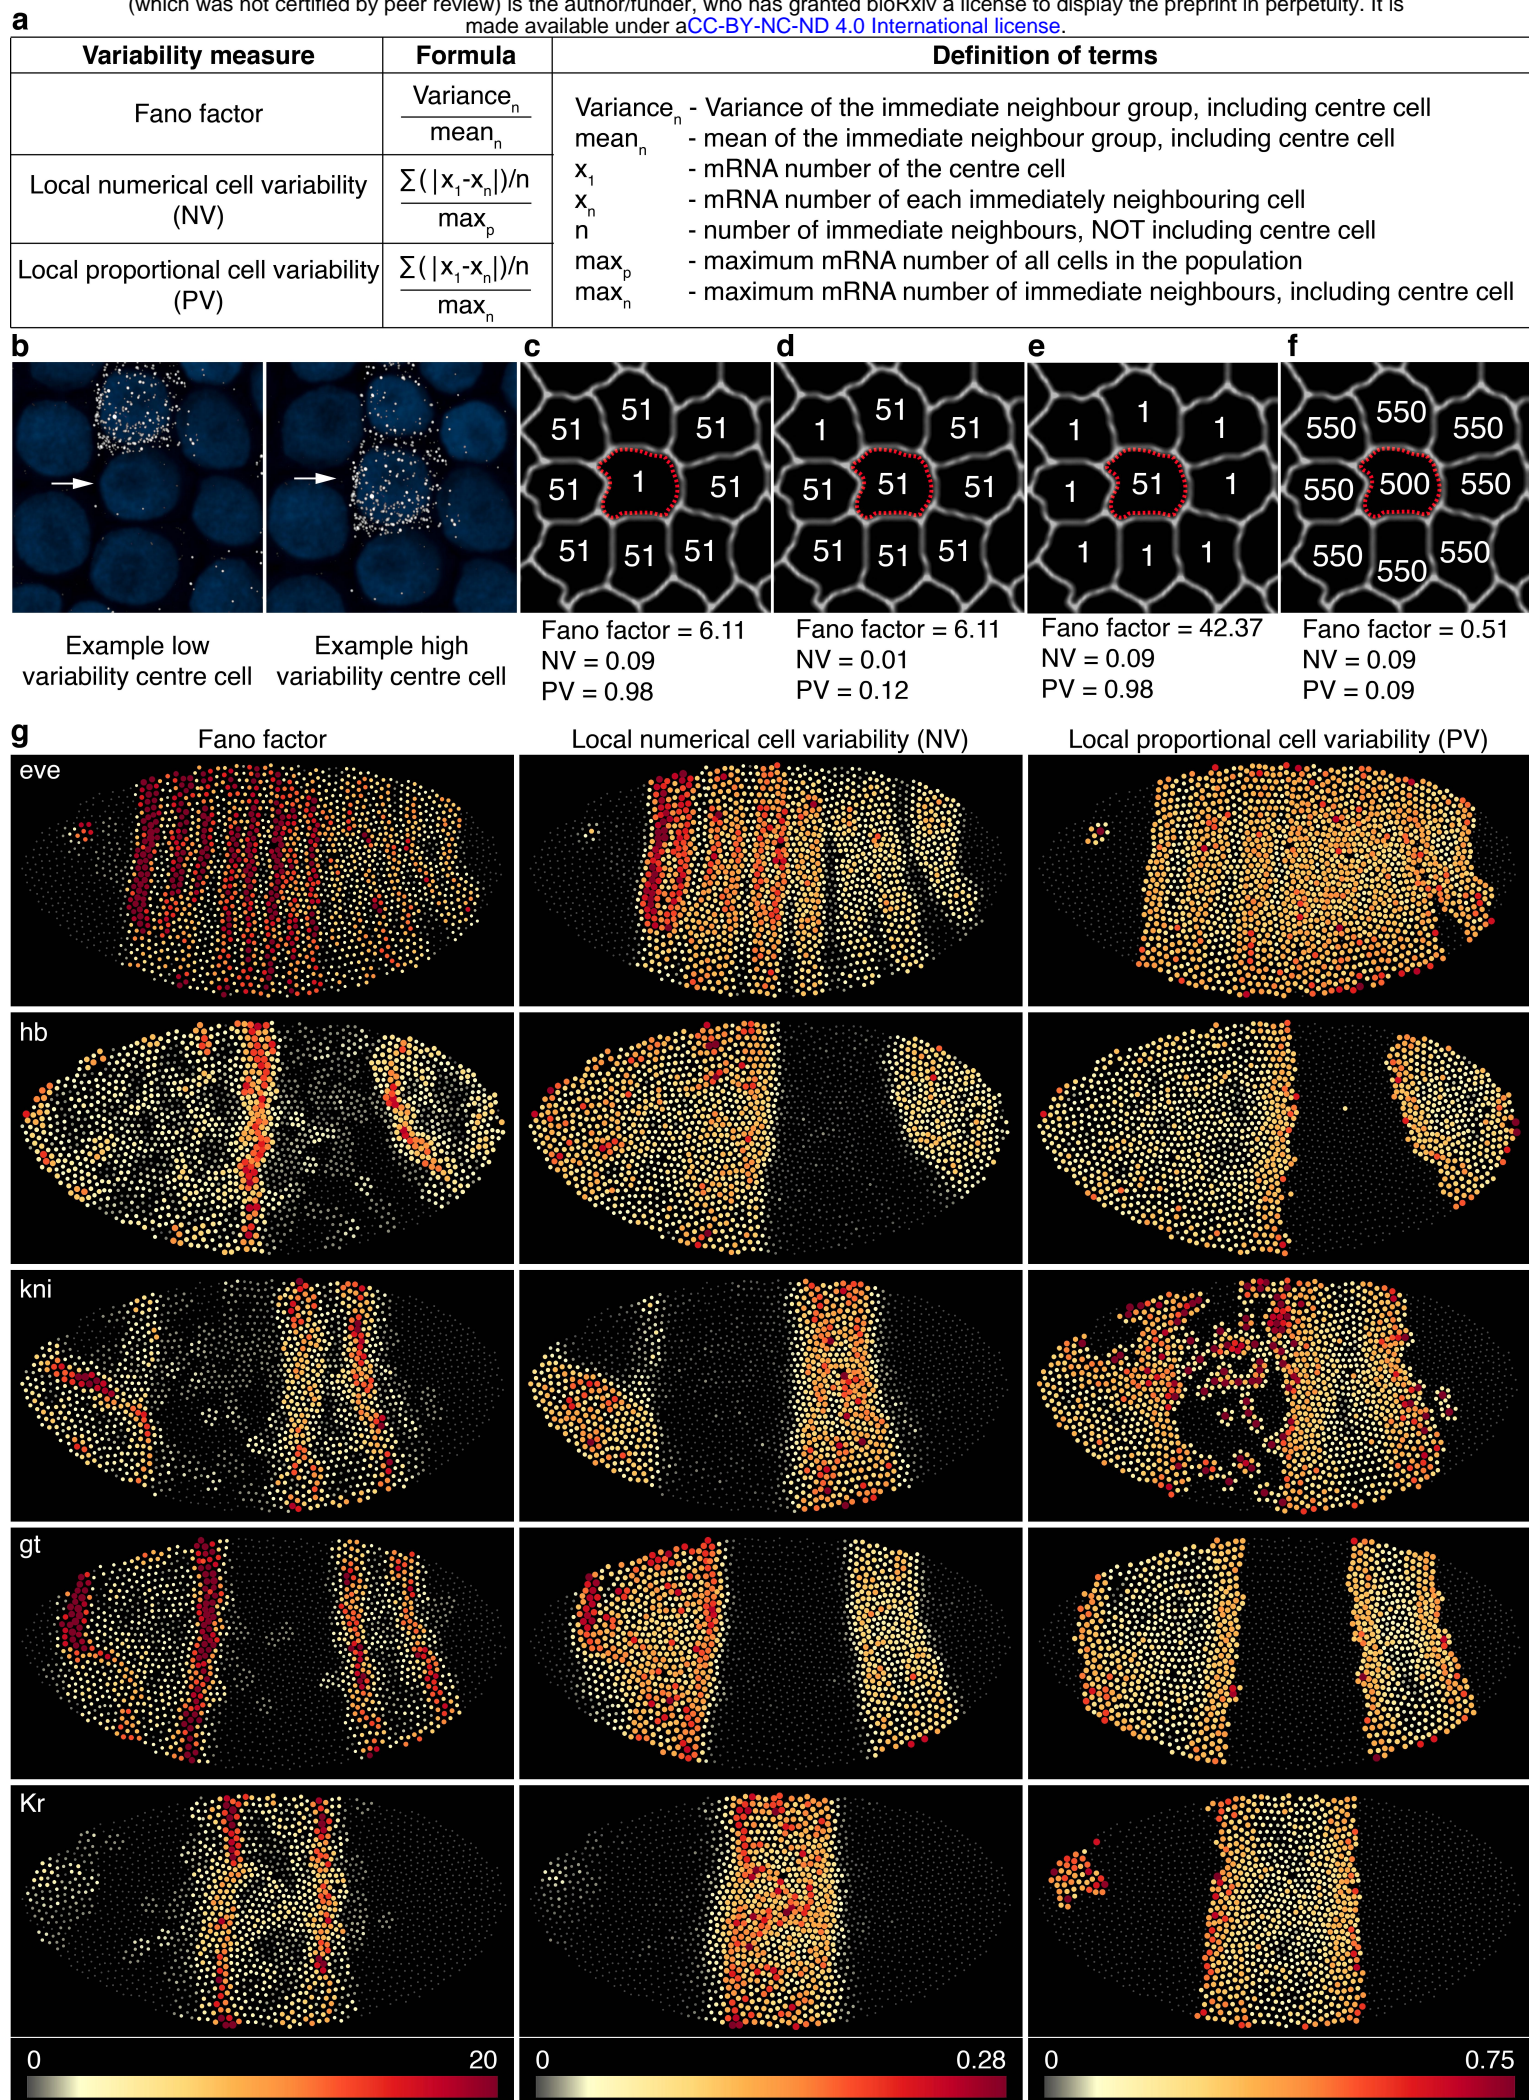 (which was not certified by peer review) is the author/funder, who has granted bioRxiv a license to display the preprint in perpetuity. It is
made available under aCC-BY-NC-ND 4.0 International license.
a
Variability measure Formula Definition of terms
Fano factor
Variance_n
mean_n
Local numerical cell variability
(NV)
∑(|x_1-x_n|)/n
max_p
Local proportional cell variability
(PV)
∑(|x_1-x_n|)/n
max_n
Variance_n - Variance of the immediate neighbour group, including centre cell
mean_n - mean of the immediate neighbour group, including centre cell
x_1 - mRNA number of the centre cell
x_n - mRNA number of each immediately neighbouring cell
n - number of immediate neighbours, NOT including centre cell
max_p - maximum mRNA number of all cells in the population
max_n - maximum mRNA number of immediate neighbours, including centre cell
b
Example low
variability centre cell
Example high
variability centre cell
c
51 51 51
51 1 51
51 51 51
Fano factor = 6.11
NV = 0.09
PV = 0.98
d
1 51 51
51 51 51
51 51 51
Fano factor = 6.11
NV = 0.01
PV = 0.12
e
1 1 1
1 51 1
1 1 1
Fano factor = 42.37
NV = 0.09
PV = 0.98
f
550 550 550
550 500 550
550 550 550
Fano factor = 0.51
NV = 0.09
PV = 0.09
g
Fano factor Local numerical cell variability (NV) Local proportional cell variability (PV)
eve
hb
kni
gt
Kr
0 20 0 0.28 0 0.75